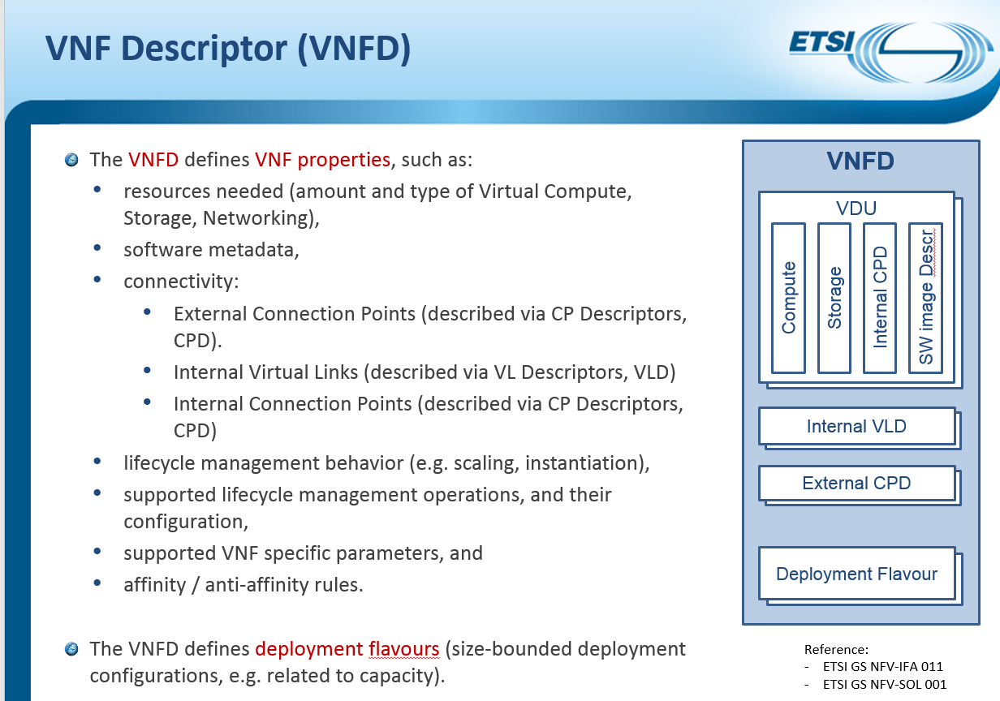 VNF Descriptor (VNFD)
ETSI
The VNFD defines VNF properties, such as:
resources needed (amount and type of Virtual Compute,
Storage, Networking),
software metadata,
connectivity:
External Connection Points (described via CP Descriptors,
CPD).
Internal Virtual Links (described via VL Descriptors, VLD)
Internal Connection Points (described via CP Descriptors,
CPD)
lifecycle management behavior (e.g. scaling, instantiation),
supported lifecycle management operations, and their
configuration,
supported VNF specific parameters, and
affinity / anti-affinity rules.
The VNFD defines deployment flavours (size-bounded deployment
configurations, e.g. related to capacity).
VNFD
VDU
Compute
Storage
Internal CPD
SW image Descr
Internal VLD
External CPD
Deployment Flavour
Reference:
- ETSI GS NFV-IFA 011
- ETSI GS NFV-SOL 001